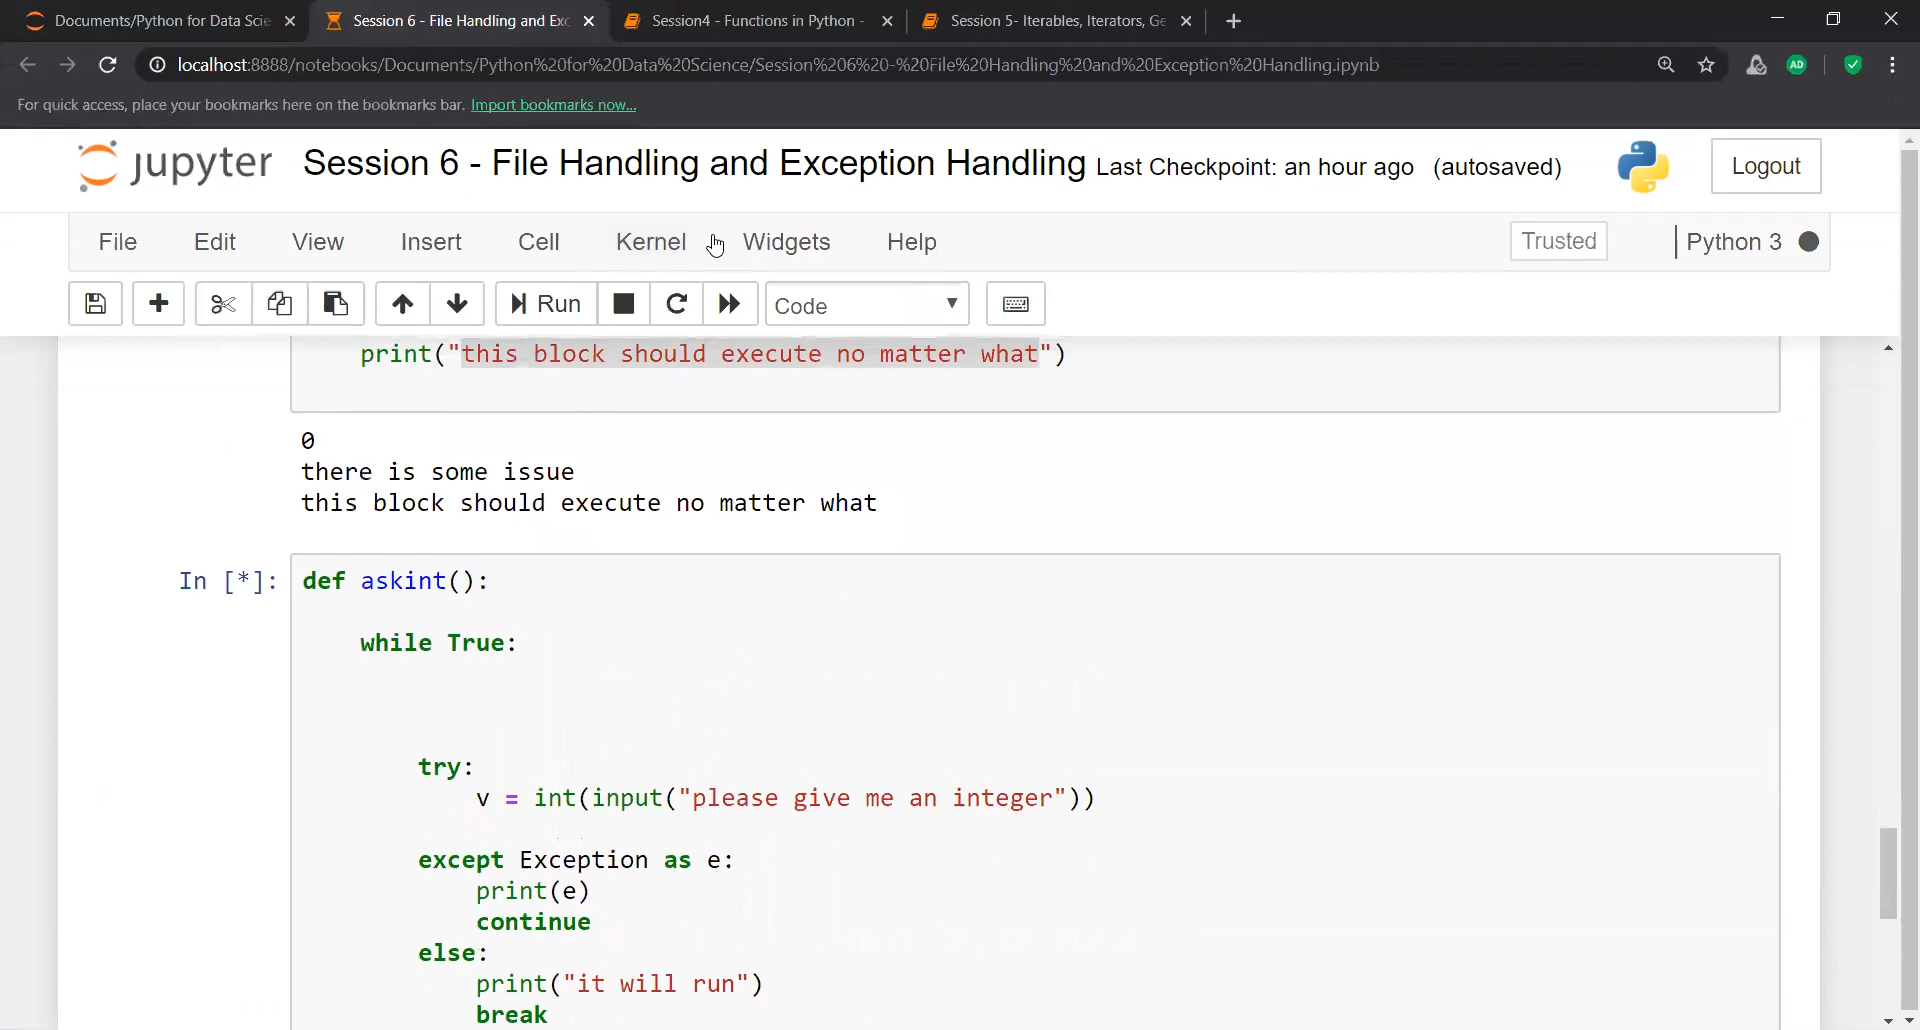 Documents/Python for Data Scie
Session 6 - File Handling and Exc
Session4 - Functions in Python -
Session 5- Iterables, Iterators, Ge
localhost:8888/notebooks/Documents/Python%20for%20Data%20Science/Session%206%20-%20File%20Handling%20and%20Exception%20Handling.ipynb
AD
For quick access, place your bookmarks here on the bookmarks bar. Import bookmarks now...
jupyter Session 6 - File Handling and Exception Handling Last Checkpoint: an hour ago (autosaved)
Logout
File Edit View Insert Cell Kernel Widgets Help
Trusted
Python 3
Run
Code
print("this block should execute no matter what")
0
there is some issue
this block should execute no matter what
In [*]: def askint():
while True:
try:
v = int(input("please give me an integer"))
except Exception as e:
print(e)
continue
else:
print("it will run")
break